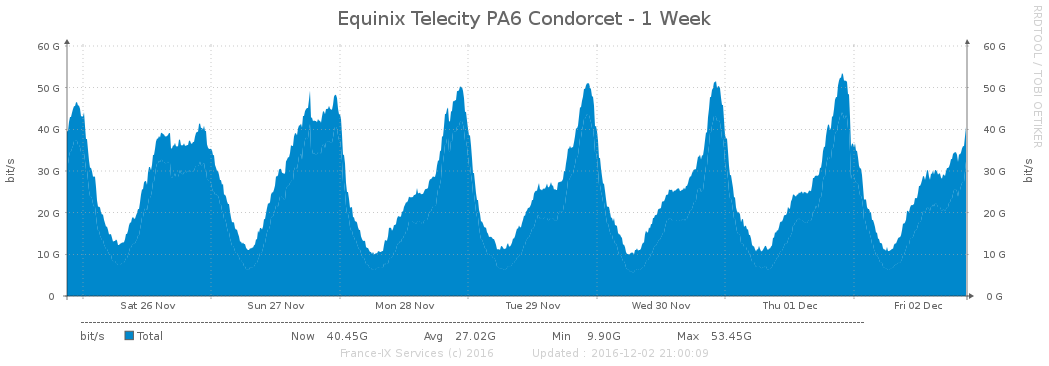 Equinix Telecity PA6 Condorcet - 1 Week
RRDTOOL / TOBI OETIKER
60 G 60 G
50 G 50 G
40 G 40 G
30 G 30 G
20 G 20 G
10 G 10 G
0 0 G
bit/s
bit/s
Sat 26 Nov Sun 27 Nov Mon 28 Nov Tue 29 Nov Wed 30 Nov Thu 01 Dec Fri 02 Dec
bit/s Total Now 40.45G Avg 27.02G Min 9.90G Max 53.45G
France-IX Services (c) 2016 Updated : 2016-12-02 21:00:09